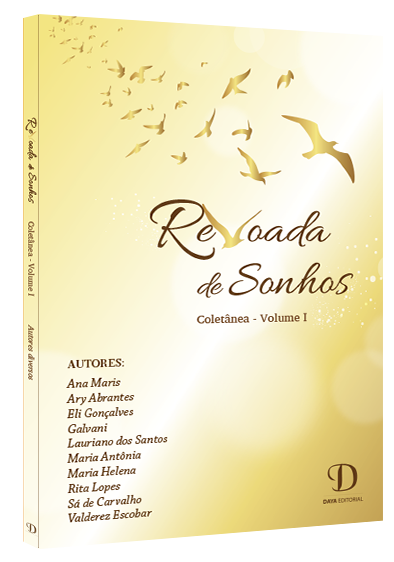 Revoada
de Sonhos
Coletânea - Volume I
AUTORES:
Ana Maris
Ary Abrantes
Eli Gonçalves
Galvani
Lauriano dos Santos
Maria Antônia
Maria Helena
Rita Lopes
Sá de Carvalho
Valderez Escobar
D
DAYA EDITORIAL
Revoada de Sonhos
Coletânea - Volume I
Autores diversos
D